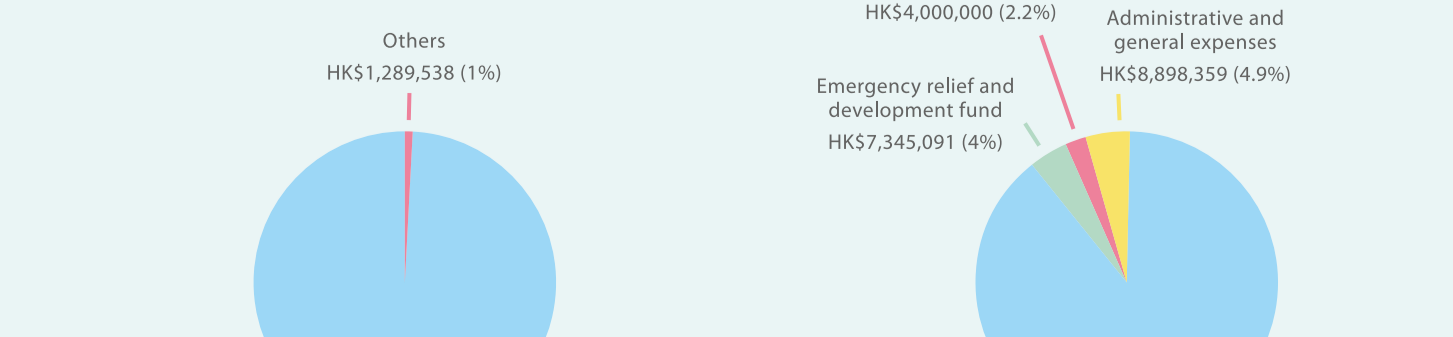 Others
HK$1,289,538 (1%)
HK$4,000,000 (2.2%)
Administrative and
general expenses
HK$8,898,359 (4.9%)
Emergency relief and
development fund
HK$7,345,091 (4%)